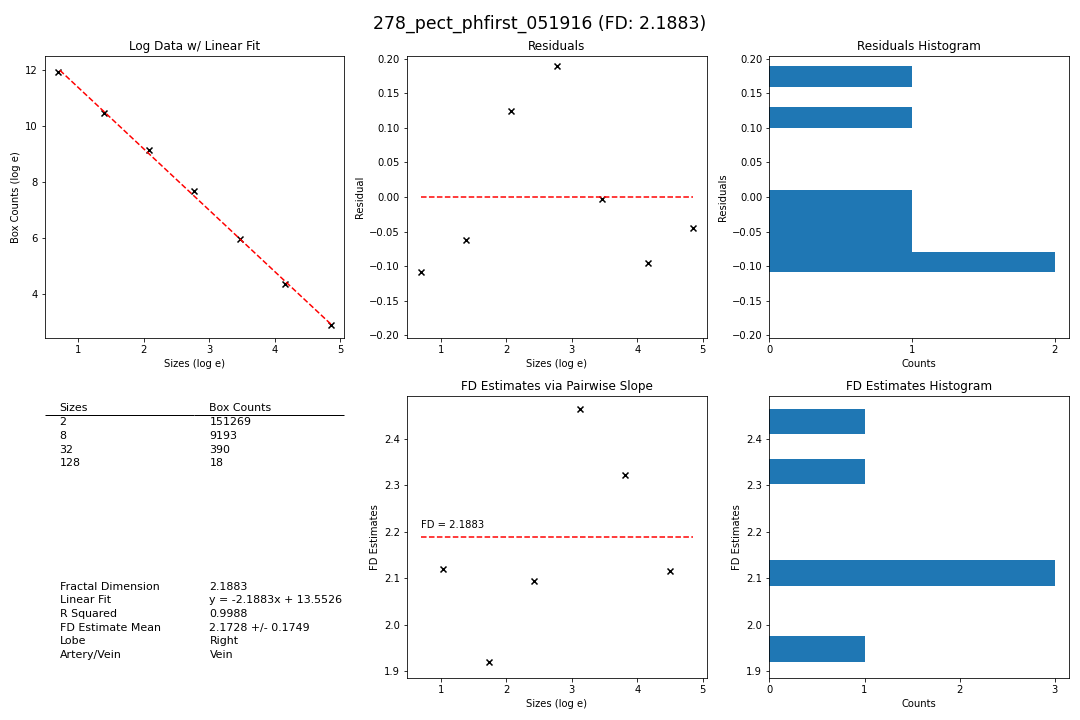 278_pect_phfirst_051916 (FD: 2.1883)
Log Data w/ Linear Fit
12
10
8
6
4
Box Counts (log e)
1 2 3 4 5
Sizes (log e)
Residuals
0.20
0.15
0.10
0.05
0.00
−0.05
−0.10
−0.15
−0.20
Residual
1 2 3 4 5
Sizes (log e)
Residuals Histogram
0.20
0.15
0.10
0.05
0.00
−0.05
−0.10
−0.15
−0.20
Residuals
0 1 2
Counts
Sizes Box Counts
2 151269
8 9193
32 390
128 18
Fractal Dimension 2.1883
Linear Fit y = -2.1883x + 13.5526
R Squared 0.9988
FD Estimate Mean 2.1728 +/- 0.1749
Lobe Right
Artery/Vein Vein
FD Estimates via Pairwise Slope
2.4
2.3
2.2
2.1
2.0
1.9
FD Estimates
FD = 2.1883
1 2 3 4 5
Sizes (log e)
FD Estimates Histogram
2.4
2.3
2.2
2.1
2.0
1.9
FD Estimates
0 1 2 3
Counts